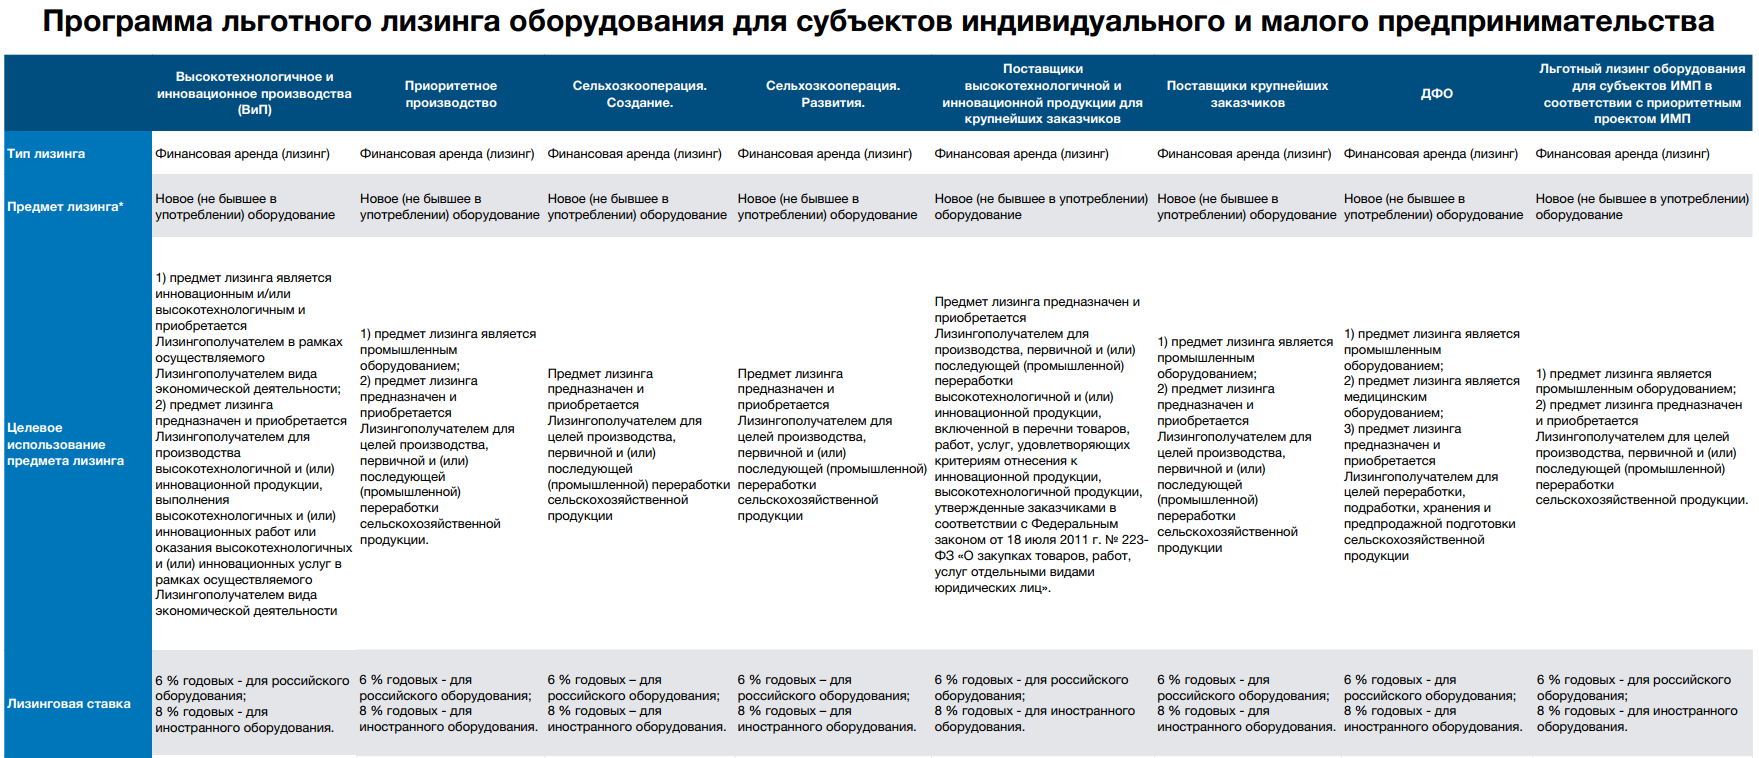 Программа льготного лизинга оборудования для субъектов индивидуального и малого предпринимательства
Высокотехнологичное и
инновационное производства
(ВиП)
Приоритетное
производство
Сельхозкооперация.
Создание.
Сельхозкооперация.
Развития.
Поставщики
высокотехнологичной и
инновационной продукции для
крупнейших заказчиков
Поставщики крупнейших
заказчиков
ДФО
Льготный лизинг оборудования
для субъектов ИМП в
соответствии с приоритетным
проектом ИМП
Тип лизинга
Финансовая аренда (лизинг)
Финансовая аренда (лизинг)
Финансовая аренда (лизинг)
Финансовая аренда (лизинг)
Финансовая аренда (лизинг)
Финансовая аренда (лизинг)
Финансовая аренда (лизинг)
Финансовая аренда (лизинг)
Предмет лизинга*
Новое (не бывшее в
употреблении) оборудование
Новое (не бывшее в
употреблении) оборудование
Новое (не бывшее в
употреблении) оборудование
Новое (не бывшее в
употреблении) оборудование
Новое (не бывшее в употреблении)
оборудование
Новое (не бывшее в
употреблении) оборудование
Новое (не бывшее в
употреблении) оборудование
Новое (не бывшее в употреблении)
оборудование
Целевое
использование
предмета лизинга
1) предмет лизинга является
инновационным и/или
высокотехнологичным и
приобретается
Лизингополучателем в рамках
осуществляемого
Лизингополучателем вида
экономической деятельности;
2) предмет лизинга
предназначен и приобретается
Лизингополучателем для
производства
высокотехнологичной и (или)
инновационной продукции,
выполнения
высокотехнологичных и (или)
инновационных работ или
оказания высокотехнологичных
и (или) инновационных услуг в
рамках осуществляемого
Лизингополучателем вида
экономической деятельности
1) предмет лизинга является
промышленным
оборудованием;
2) предмет лизинга
предназначен и
приобретается
Лизингополучателем для
целей производства,
первичной и (или)
последующей
(промышленной)
переработки
сельскохозяйственной
продукции.
Предмет лизинга
предназначен и
приобретается
Лизингополучателем для
целей производства,
первичной и (или)
последующей
(промышленной) переработки
сельскохозяйственной
продукции
Предмет лизинга
предназначен и
приобретается
Лизингополучателем для
целей производства,
первичной и (или)
последующей (промышленной)
переработки
сельскохозяйственной
продукции
Предмет лизинга предназначен и
приобретается
Лизингополучателем для
производства, первичной и (или)
последующей (промышленной)
переработки
высокотехнологичной и (или)
инновационной продукции,
включенной в перечни товаров,
работ, услуг, удовлетворяющих
критериям отнесения к
инновационной продукции,
высокотехнологичной продукции,
утвержденные заказчиками в
соответствии с Федеральным
законом от 18 июля 2011 г. № 223-
ФЗ «О закупках товаров, работ,
услуг отдельными видами
юридических лиц».
1) предмет лизинга является
промышленным
оборудованием;
2) предмет лизинга
предназначен и
приобретается
Лизингополучателем для
целей производства,
первичной и (или)
последующей
(промышленной)
переработки
сельскохозяйственной
продукции
1) предмет лизинга является
промышленным
оборудованием;
2) предмет лизинга является
медицинским
оборудованием;
3) предмет лизинга
предназначен и
приобретается
Лизингополучателем для
целей переработки,
подработки, хранения и
предпродажной подготовки
сельскохозяйственной
продукции
1) предмет лизинга является
промышленным оборудованием;
2) предмет лизинга предназначен
и приобретается
Лизингополучателем для целей
производства, первичной и (или)
последующей (промышленной)
переработки
сельскохозяйственной продукции.
Лизинговая ставка
6 % годовых - для российского
оборудования;
8 % годовых - для
иностранного оборудования.
6 % годовых - для
российского оборудования;
8 % годовых - для
иностранного оборудования.
6 % годовых – для
российского оборудования;
8 % годовых – для
иностранного оборудования.
6 % годовых – для
российского оборудования;
8 % годовых – для
иностранного оборудования.
6 % годовых - для российского
оборудования;
8 % годовых - для иностранного
оборудования.
6 % годовых - для
российского оборудования;
8 % годовых - для
иностранного оборудования.
6 % годовых - для
российского оборудования;
8 % годовых - для
иностранного оборудования.
6 % годовых - для российского
оборудования;
8 % годовых - для иностранного
оборудования.